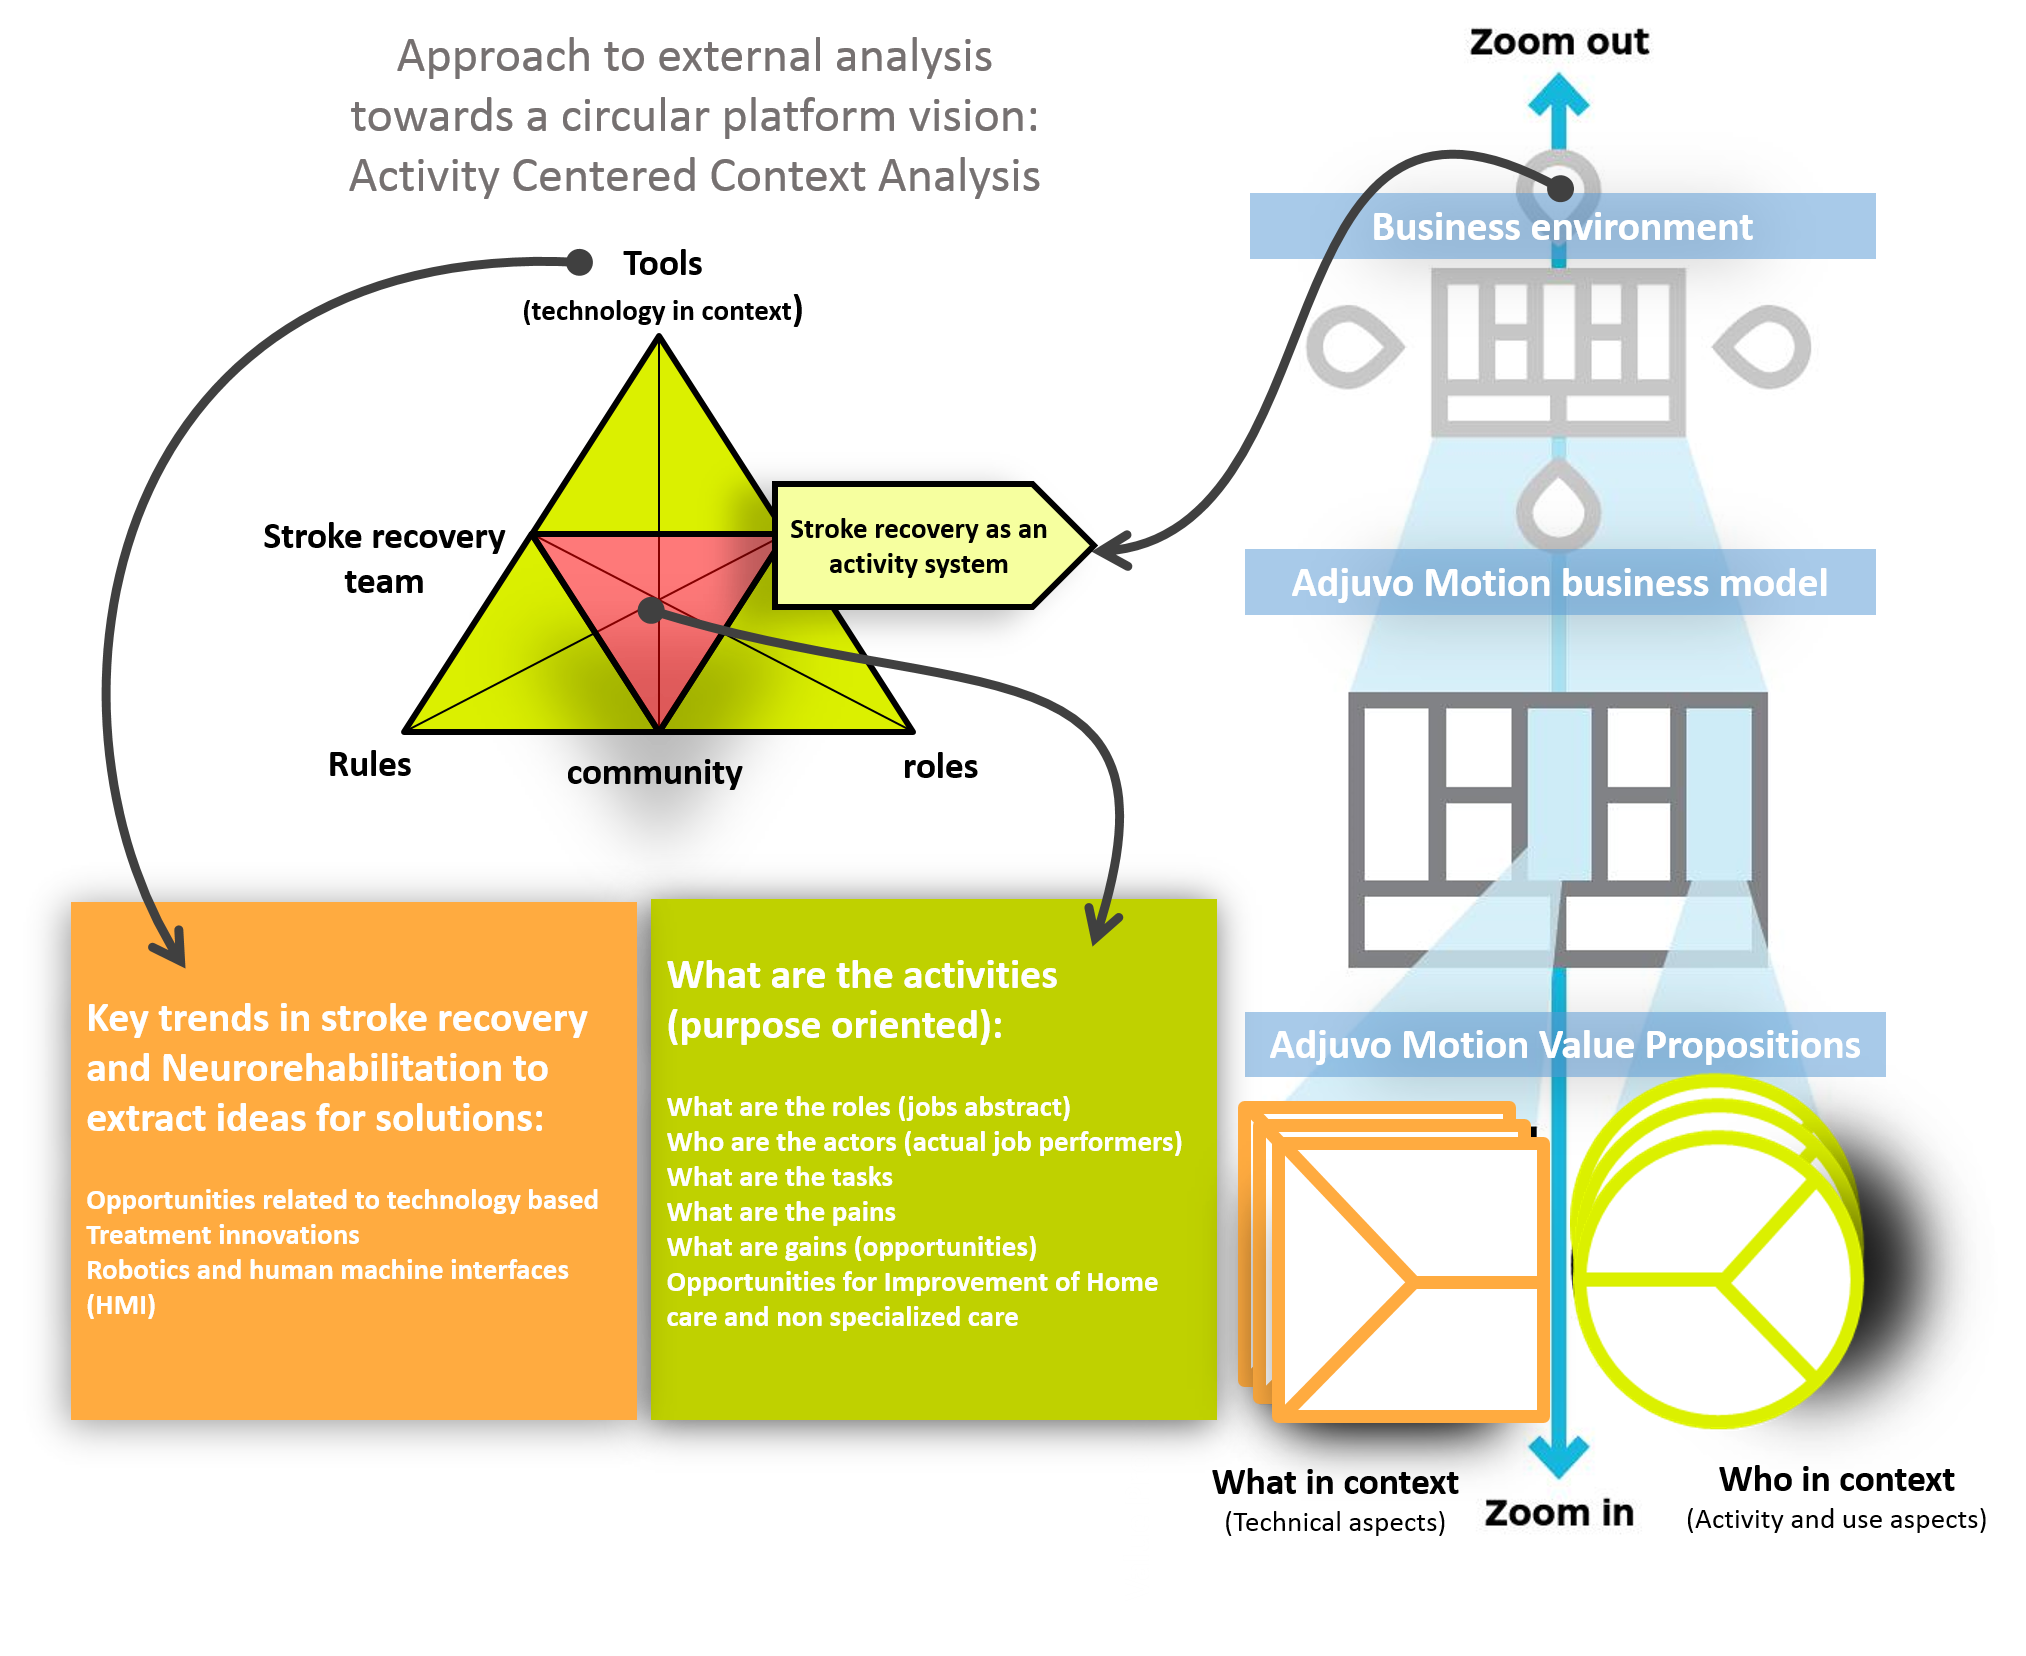 Approach to external analysis
towards a circular platform vision:
Activity Centered Context Analysis
Tools
(technology in context)
Stroke recovery
team
Stroke recovery as an
activity system
Rules
community
roles
Key trends in stroke recovery
and Neurorehabilitation to
extract ideas for solutions:
Opportunities related to technology based
Treatment innovations
Robotics and human machine interfaces
(HMI)
What are the activities
(purpose oriented):
What are the roles (jobs abstract)
Who are the actors (actual job performers)
What are the tasks
What are the pains
What are gains (opportunities)
Opportunities for Improvement of Home
care and non specialized care
Zoom out
Business environment
Adjuvo Motion business model
Adjuvo Motion Value Propositions
What in context
(Technical aspects)
Zoom in
Who in context
(Activity and use aspects)